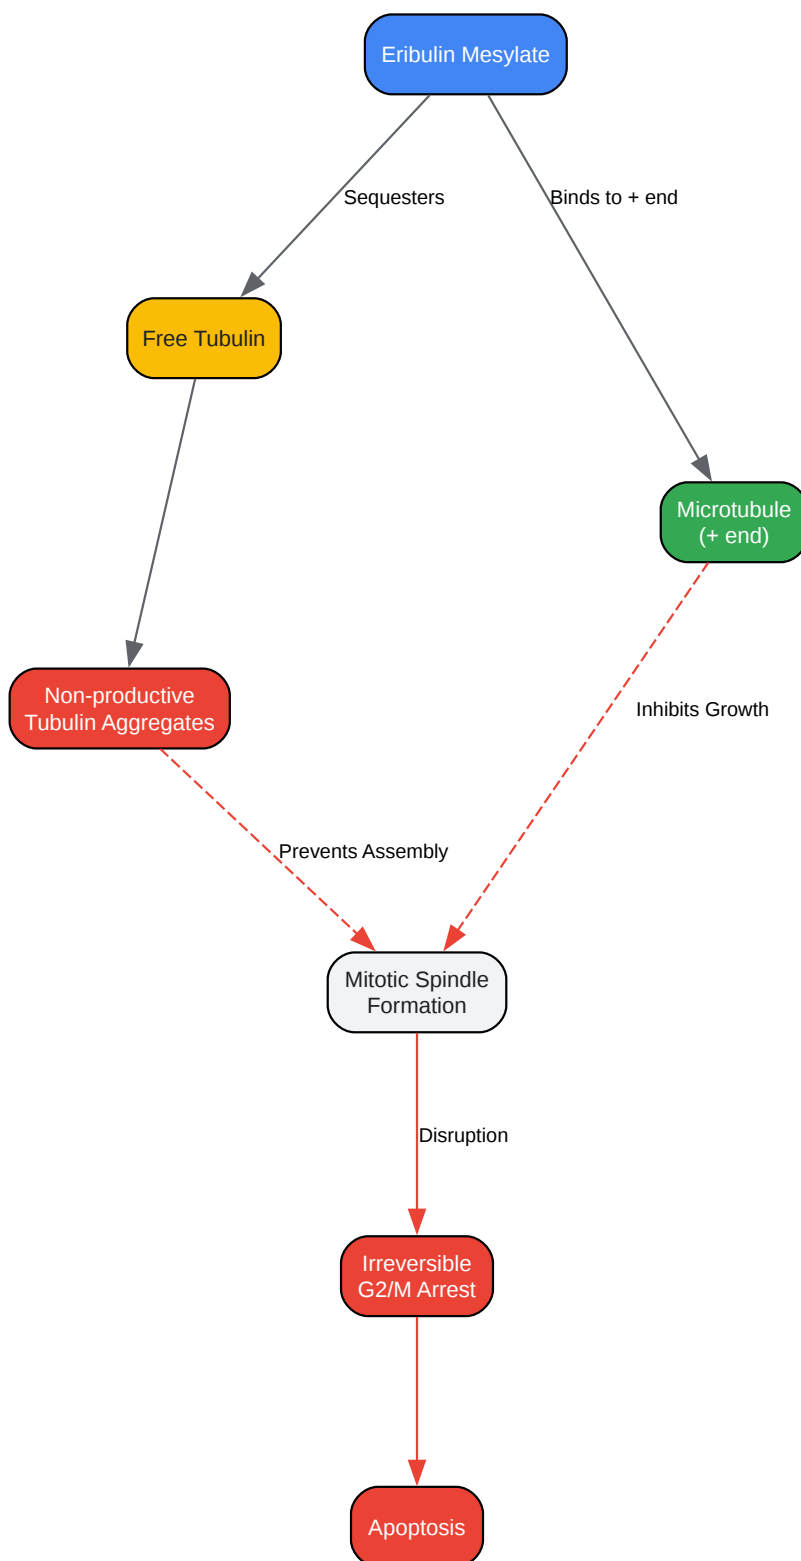 Eribulin Mesylate
Sequesters
Binds to + end
Free Tubulin
Microtubule
(+ end)
Non-productive
Tubulin Aggregates
Inhibits Growth
Prevents Assembly
Mitotic Spindle
Formation
Disruption
Irreversible
G2/M Arrest
Apoptosis